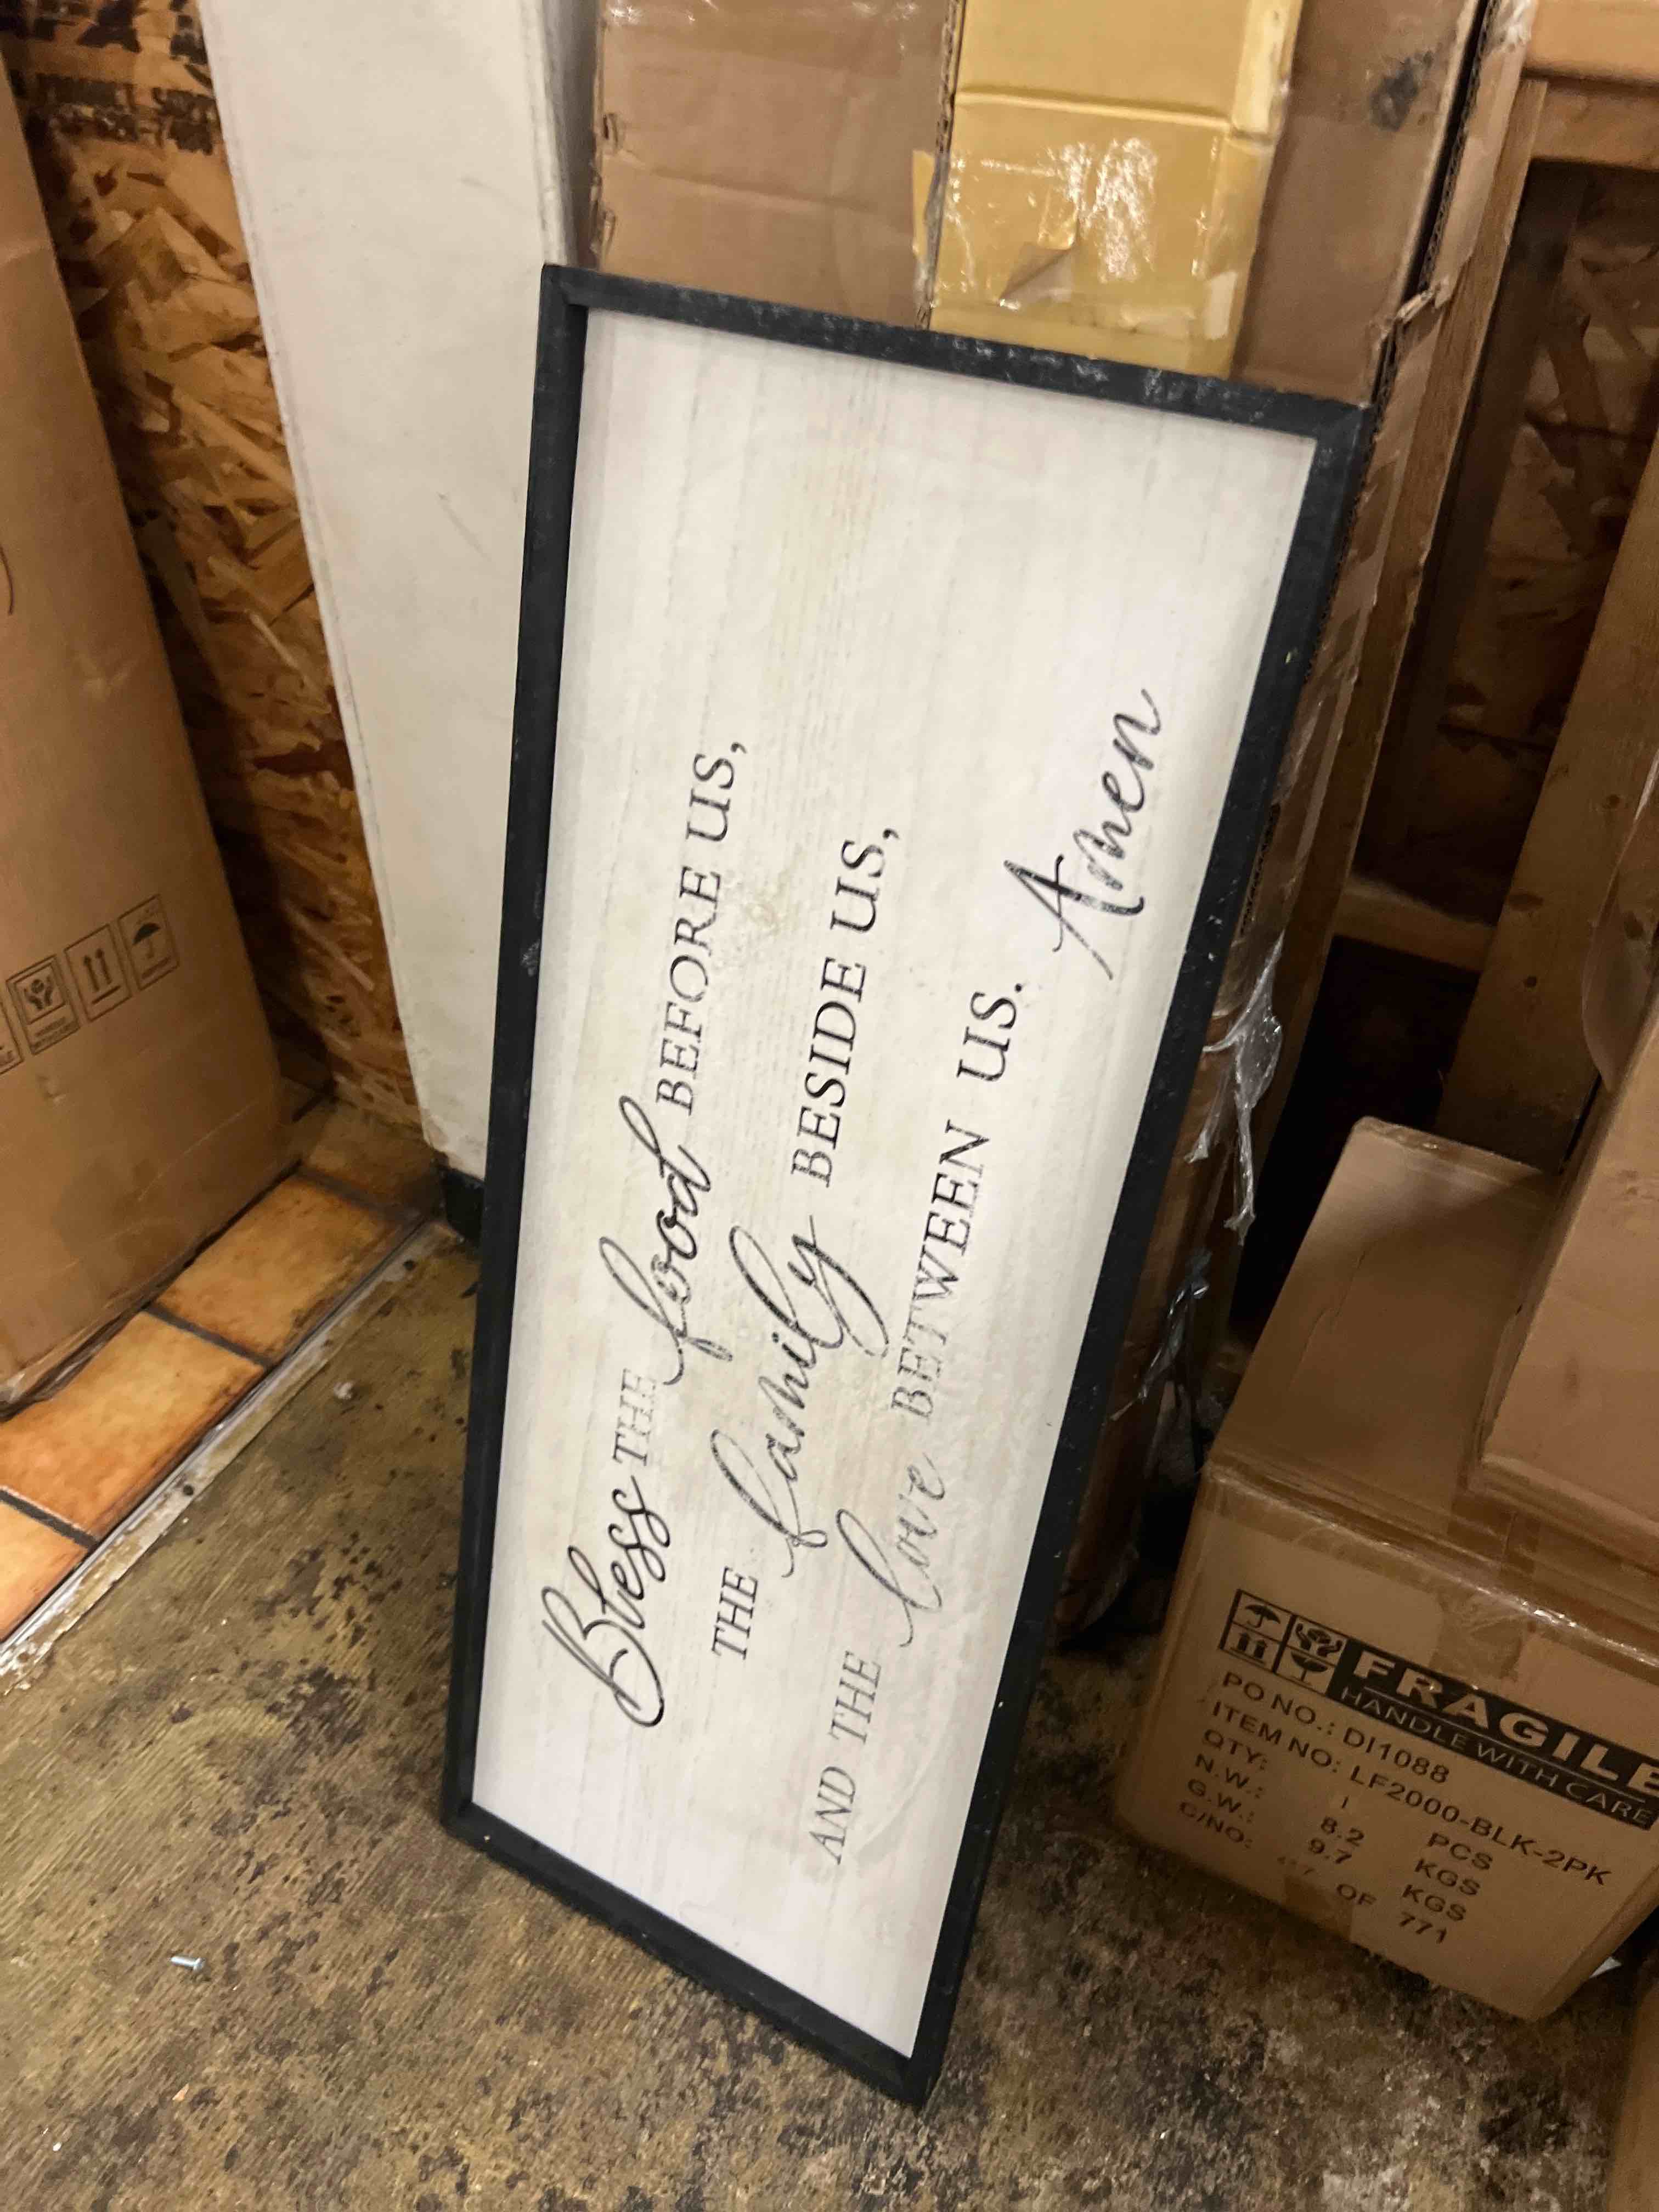 Bless THE food BEFORE US,
THE family BESIDE US,
AND THE love BETWEEN US. Amen
FRAGILE
HANDLE WITH CARE
PO NO.: DI1088
ITEM NO: LF2000-BLK-2PK
QTY: 1 PCS
N.W.: 8.2 KGS
G.W.: 9.7 KGS
C/NO: OF 771